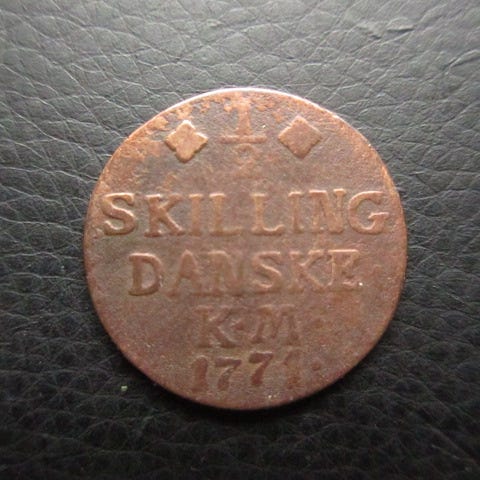 1/2
SKILLING
DANSKE
K·M
1771·